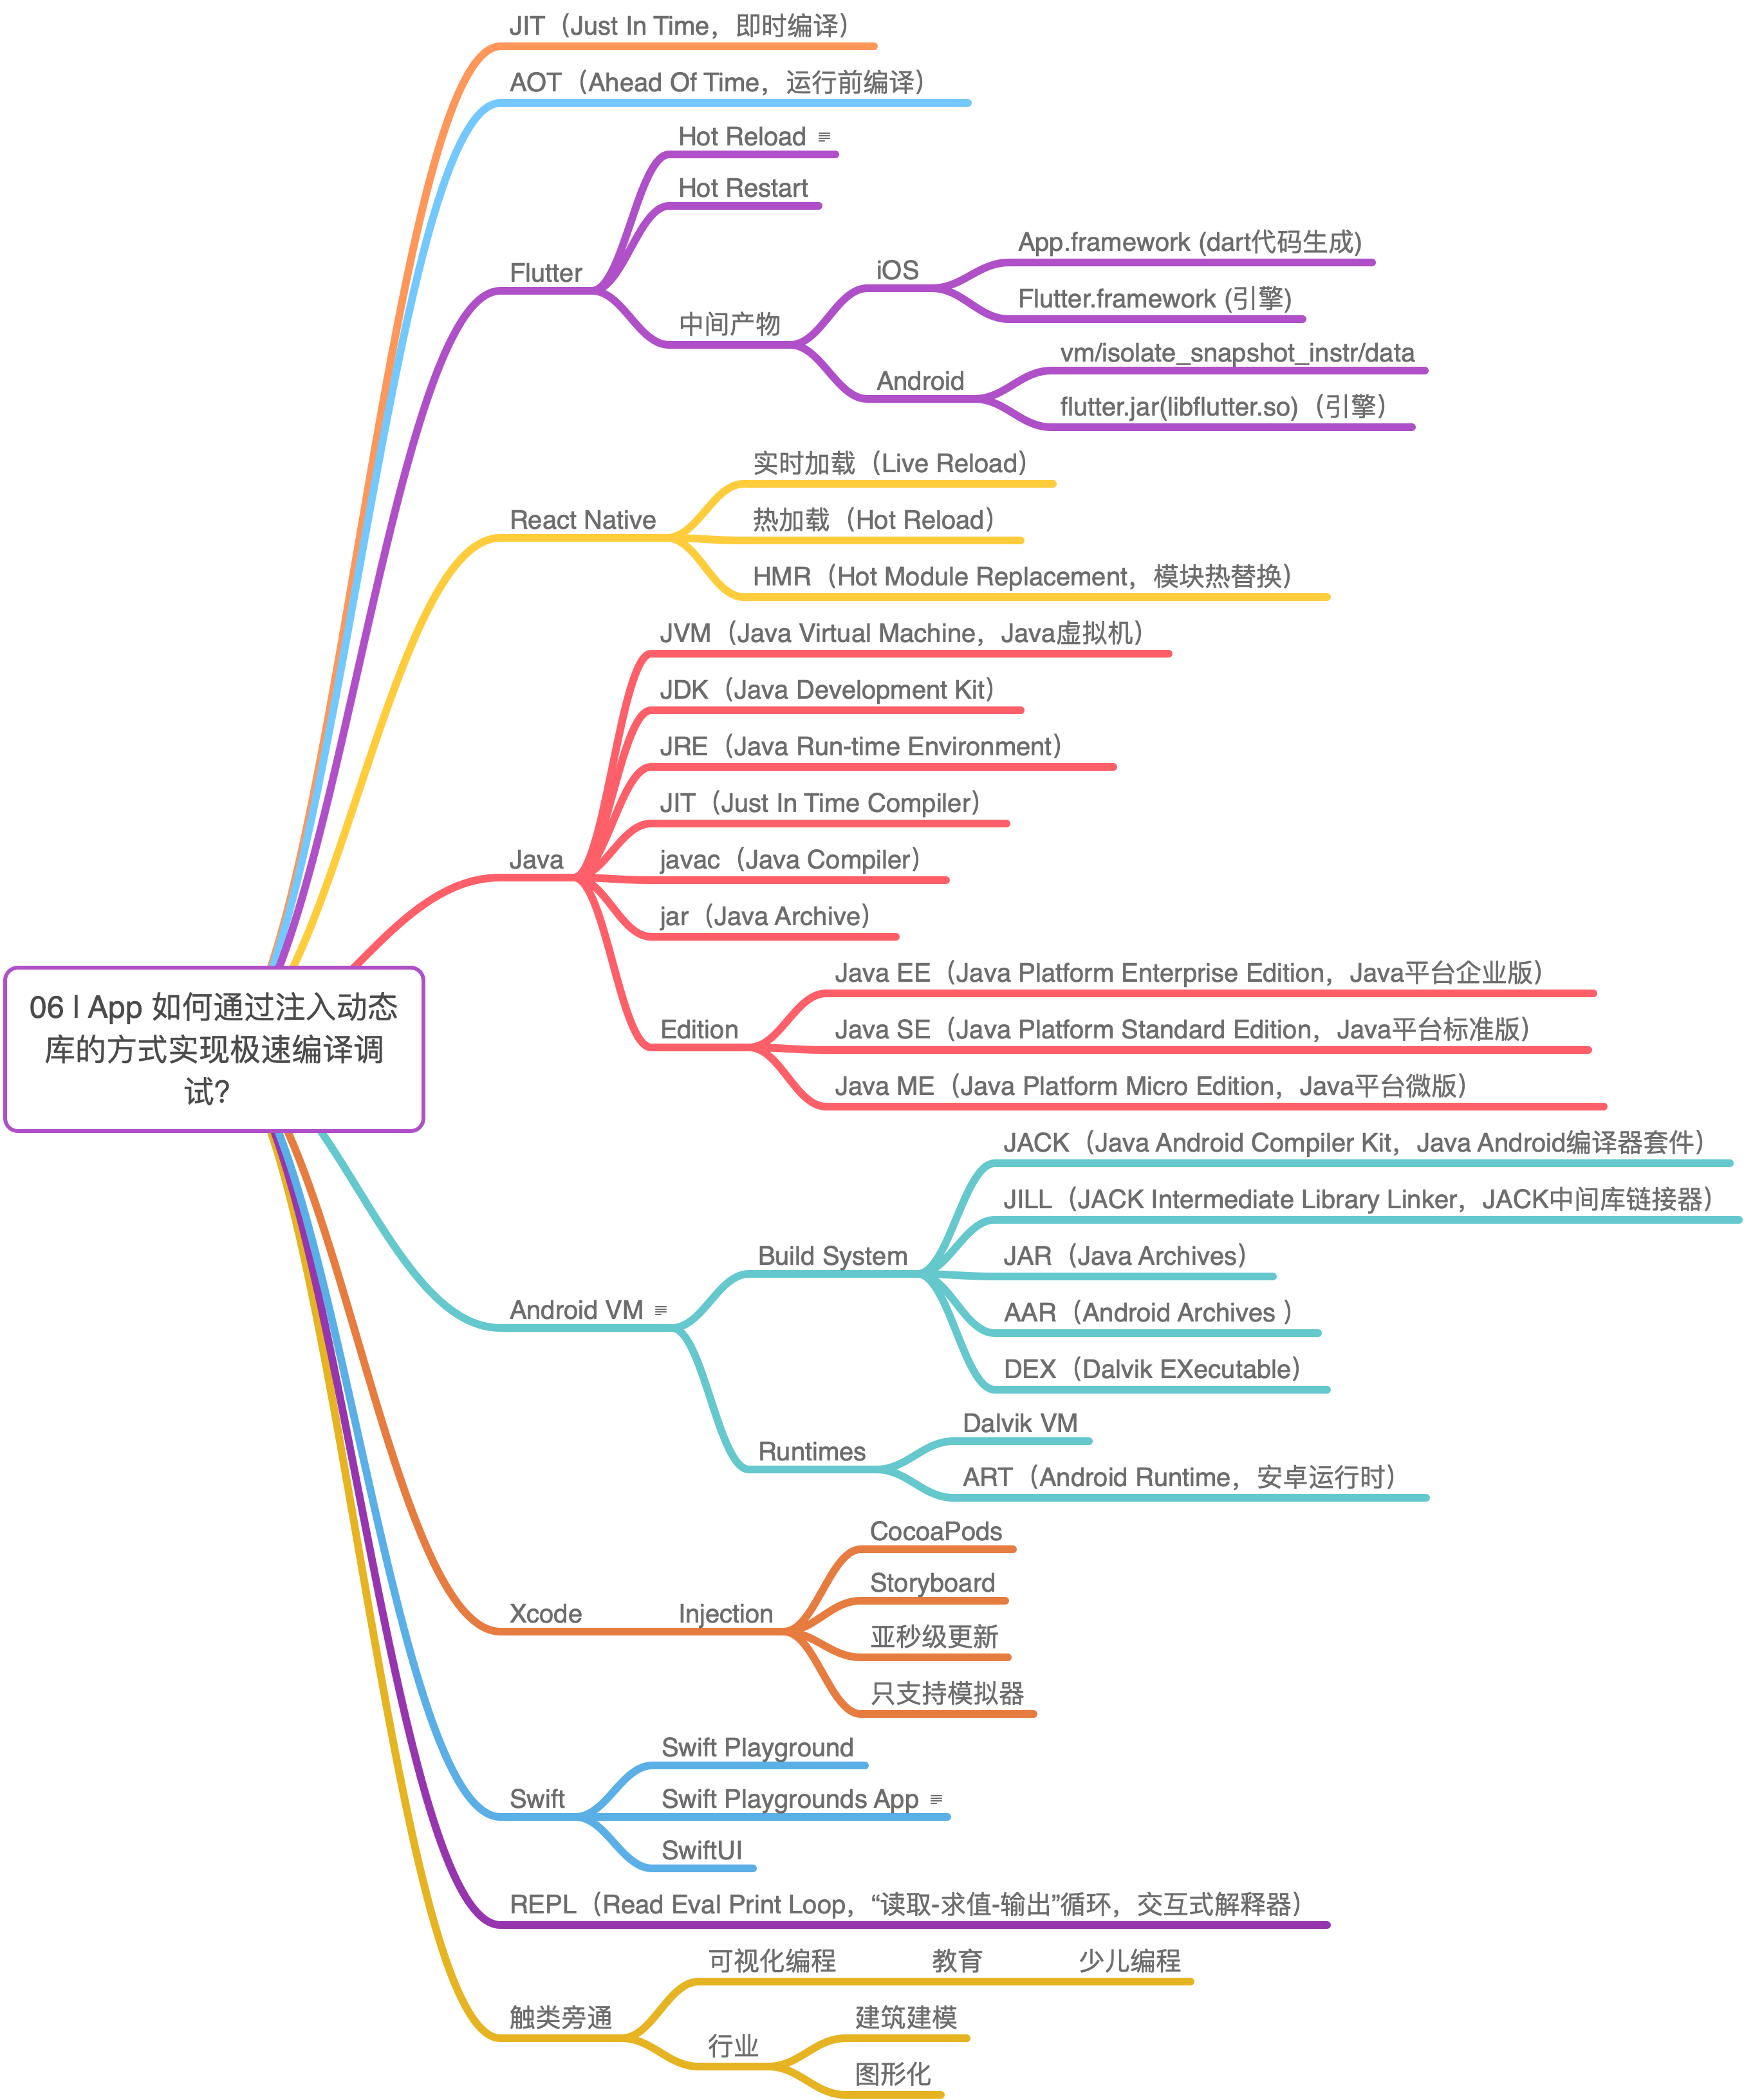 JIT（Just In Time，即时编译）
AOT（Ahead Of Time，运行前编译）
Hot Reload
Hot Restart
Flutter
中间产物
iOS
App.framework (dart代码生成)
Flutter.framework (引擎)
Android
vm/isolate_snapshot_instr/data
flutter.jar(libflutter.so)（引擎）
React Native
实时加载（Live Reload）
热加载（Hot Reload）
HMR（Hot Module Replacement，模块热替换）
Java
JVM（Java Virtual Machine，Java虚拟机）
JDK（Java Development Kit）
JRE（Java Run-time Environment）
JIT（Just In Time Compiler）
javac（Java Compiler）
jar（Java Archive）
Edition
Java EE（Java Platform Enterprise Edition，Java平台企业版）
Java SE（Java Platform Standard Edition，Java平台标准版）
Java ME（Java Platform Micro Edition，Java平台微版）
06 | App 如何通过注入动态
库的方式实现极速编译调
试？
Android VM
Build System
JACK（Java Android Compiler Kit，Java Android编译器套件）
JILL（JACK Intermediate Library Linker，JACK中间库链接器）
JAR（Java Archives）
AAR（Android Archives ）
DEX（Dalvik EXecutable）
Runtimes
Dalvik VM
ART（Android Runtime，安卓运行时）
Xcode
Injection
CocoaPods
Storyboard
亚秒级更新
只支持模拟器
Swift
Swift Playground
Swift Playgrounds App
SwiftUI
REPL（Read Eval Print Loop，“读取-求值-输出”循环，交互式解释器）
触类旁通
可视化编程
教育
少儿编程
行业
建筑建模
图形化